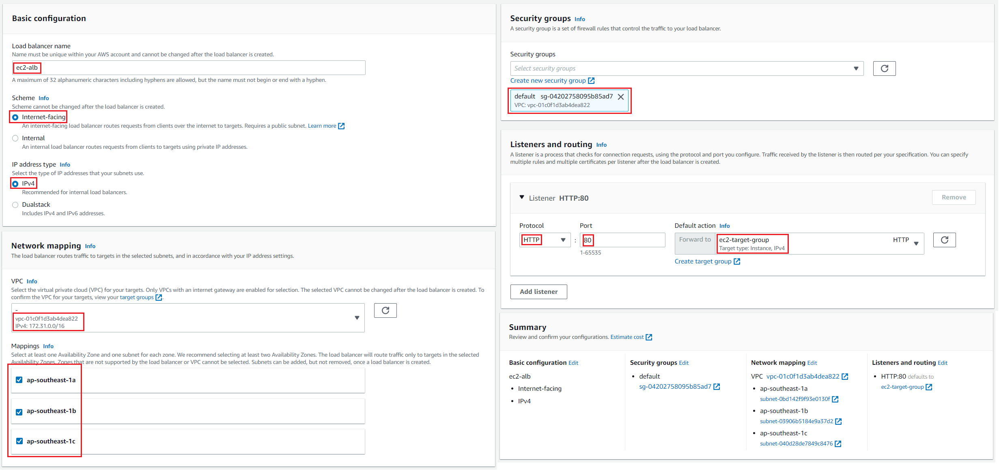 Basic configuration
Load balancer name
Name must be unique within your AWS account and cannot be changed after the load balancer is created.
ec2-alb
A maximum of 32 alphanumeric characters including hyphens are allowed, but the name must not begin or end with a hyphen.
Scheme Info
Scheme cannot be changed after the load balancer is created.
Internet-facing
An internet-facing load balancer routes requests from clients over the internet to targets. Requires a public subnet. Learn more
Internal
An internal load balancer routes requests from clients to targets using private IP addresses.
IP address type Info
Select the type of IP addresses that your subnets use.
IPv4
Recommended for internal load balancers.
Dualstack
Includes IPv4 and IPv6 addresses.
Network mapping Info
The load balancer routes traffic to targets in the selected subnets, and in accordance with your IP address settings.
VPC Info
Select the virtual private cloud (VPC) for your targets. Only VPCs with an internet gateway are enabled for selection. The selected VPC cannot be changed after the load balancer is created. To
confirm the VPC for your targets, view your target groups.
-
vpc-01c0f1d3ab4dea822
IPv4: 172.31.0.0/16
Mappings Info
Select at least one Availability Zone and one subnet for each zone. We recommend selecting at least two Availability Zones. The load balancer will route traffic only to targets in the selected
Availability Zones. Zones that are not supported by the load balancer or VPC cannot be selected. Subnets can be added, but not removed, once a load balancer is created.
ap-southeast-1a
ap-southeast-1b
ap-southeast-1c
Security groups Info
A security group is a set of firewall rules that control the traffic to your load balancer.
Security groups
Select security groups
Create new security group
default sg-04202758095b85ad7
VPC: vpc-01c0f1d3ab4dea822
Listeners and routing Info
A listener is a process that checks for connection requests, using the protocol and port you configure. Traffic received by the listener is then routed per your specification. You can specify
multiple rules and multiple certificates per listener after the load balancer is created.
Listener HTTP:80 Remove
Protocol Port Default action Info
HTTP : 80 Forward to ec2-target-group HTTP
Target type: Instance, IPv4
1-65535
Create target group
Add listener
Summary
Review and confirm your configurations. Estimate cost
Basic configuration Edit
ec2-alb
• Internet-facing
• IPv4
Security groups Edit
• default
sg-04202758095b85ad7
Network mapping Edit
VPC vpc-01c0f1d3ab4dea822
• ap-southeast-1a
subnet-0bd142f9f93e0130f
• ap-southeast-1b
subnet-03906b5184e9a37d2
• ap-southeast-1c
subnet-040d28de7849c8476
Listeners and routing Edit
• HTTP:80 defaults to
ec2-target-group